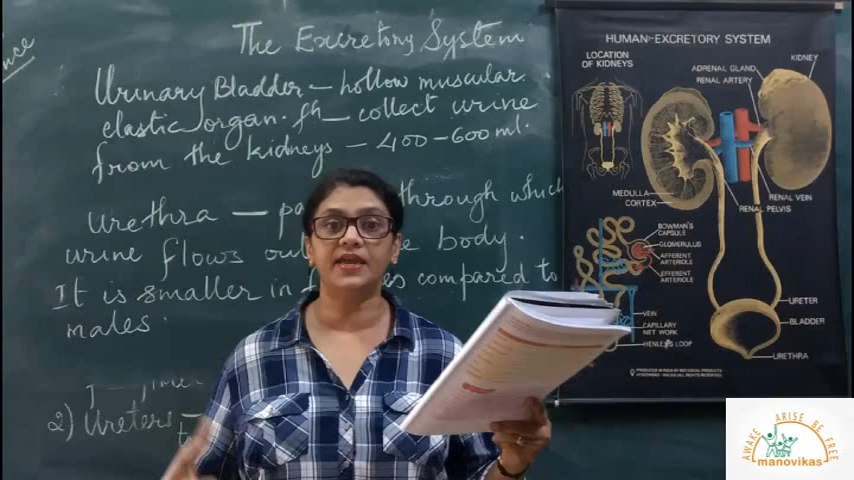 The Excretory System
Urinary Bladder – hollow muscular
elastic organ. fn – collect urine
from the kidneys – 400 – 600 ml.
Urethra – through which
urine flows body.
It is smaller in compared to
males.
2) Ureters –
HUMAN EXCRETORY SYSTEM
LOCATION
OF KIDNEYS
ADRENAL GLAND
RENAL ARTERY
KIDNEY
MEDULLA
CORTEX
RENAL VEIN
RENAL PELVIS
BOWMAN'S
CAPSULE
GLOMERULUS
AFFERENT
ARTERIOLE
EFFERENT
ARTERIOLE
VEIN
CAPILLARY
NET WORK
HENLE'S LOOP
URETER
BLADDER
URETHRA
AWAKE ARISE BE FREE
manovikas